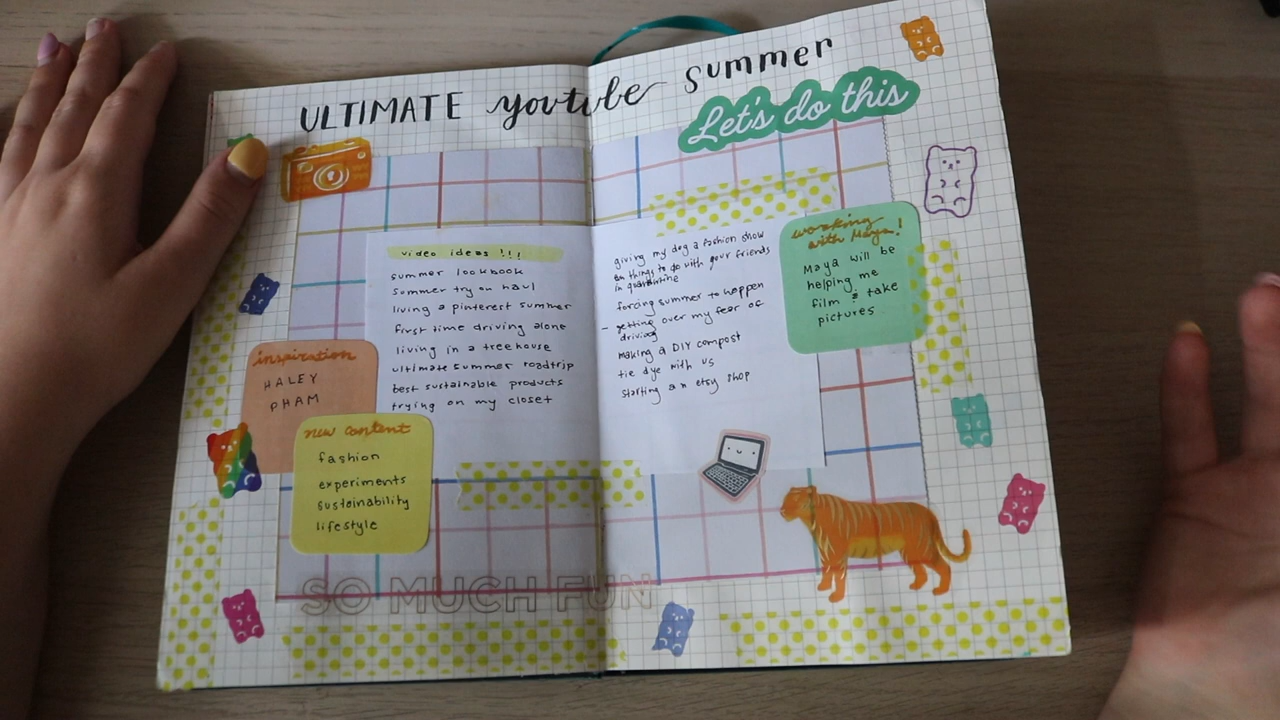 ULTIMATE youtube summer
Let's do this
video ideas !!!
summer lookbook
summer try on haul
living a pinterest summer
first time driving alone
living in a treehouse
ultimate summer roadtrip
best sustainable products
trying on my closet
giving my dog a fashion show
fun things to do with your friends
in quarantine
forcing summer to happen
- getting over my fear of
driving
making a DIY compost
tie dye with us
starting an etsy shop
working
with Maya!
Maya will be
helping me
film & take
pictures
inspiration
HALEY
PHAM
new content
fashion
experiments
sustainability
lifestyle
SO MUCH FUN